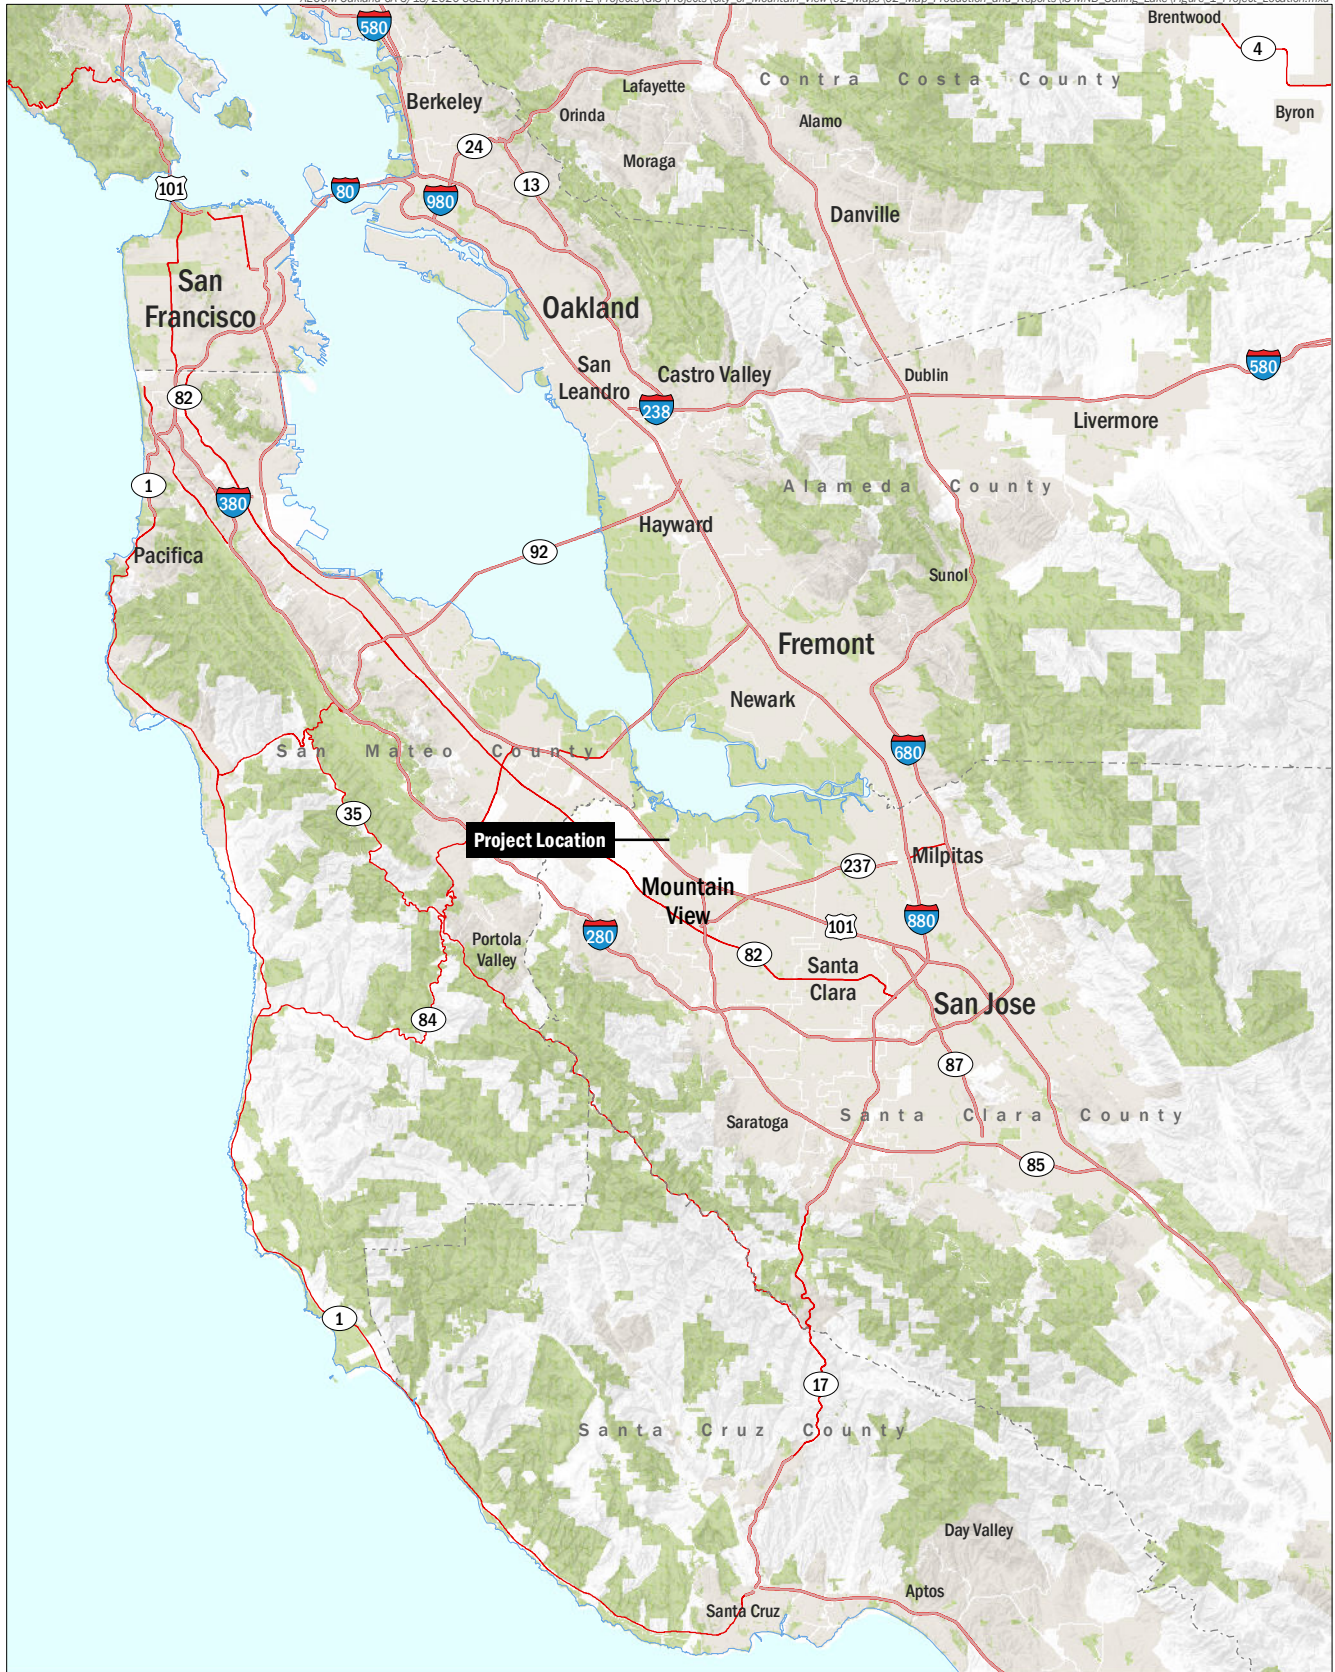 580
Brentwood
4
Contra Costa County
Berkeley
Lafayette
Orinda
Alamo
Byron
24
Moraga
101
80
980
13
Danville
San
Francisco
Oakland
San
Leandro
Castro Valley
Dublin
580
82
238
Livermore
1
380
Alameda County
Hayward
Pacifica
92
Sunol
Fremont
Newark
San Mateo County
680
35
Project Location
237
Milpitas
Mountain
View
101
880
280
Portola
Valley
82
Santa
Clara
San Jose
84
87
Saratoga
Santa Clara County
85
1
17
Santa Cruz County
Day Valley
Aptos
Santa Cruz